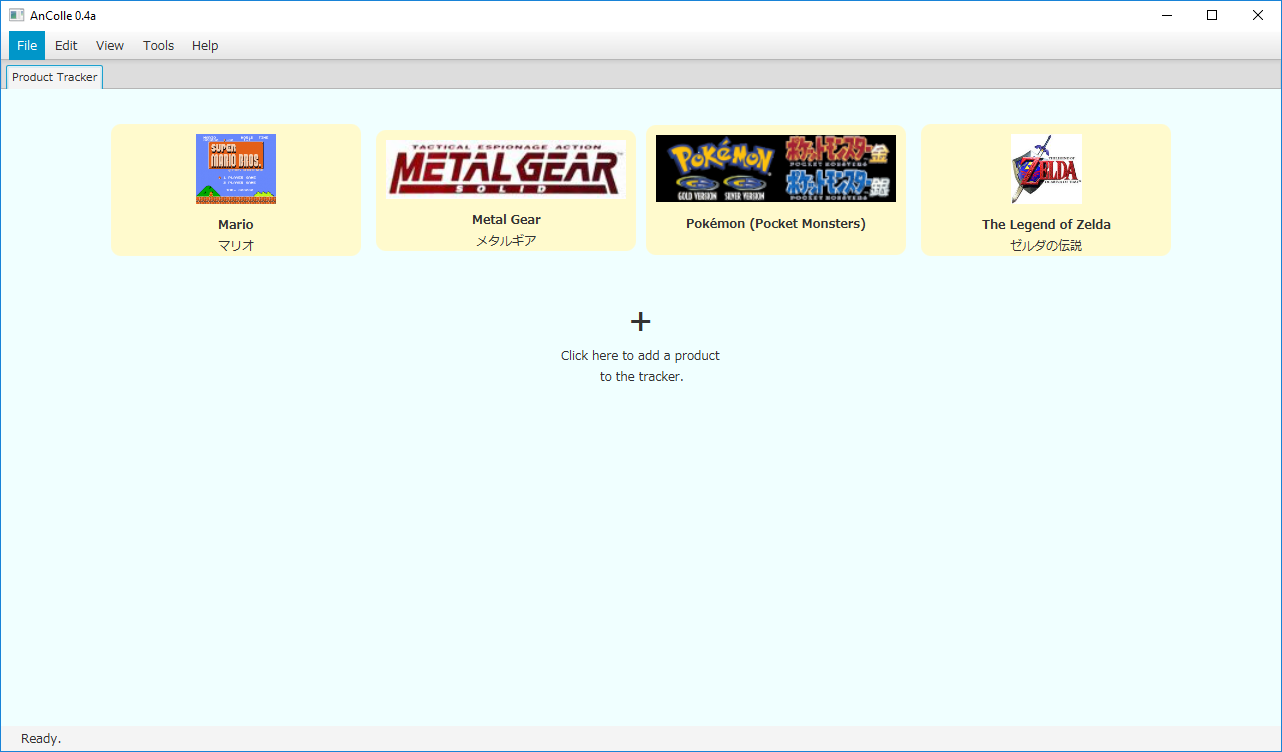 AnColle 0.4a
File Edit View Tools Help
Product Tracker
SUPER
MARIO BROS.
1 PLAYER GAME
2 PLAYER GAME
Mario
マリオ
TACTICAL ESPIONAGE ACTION
METAL GEAR
SOLID
Metal Gear
メタルギア
Pokémon
GOLD VERSION SILVER VERSION
ポケットモンスター金
POCKET MONSTERS
ポケットモンスター銀
POCKET MONSTERS
Pokémon (Pocket Monsters)
THE LEGEND OF
ZELDA
The Legend of Zelda
ゼルダの伝説
+
Click here to add a product
to the tracker.
Ready.